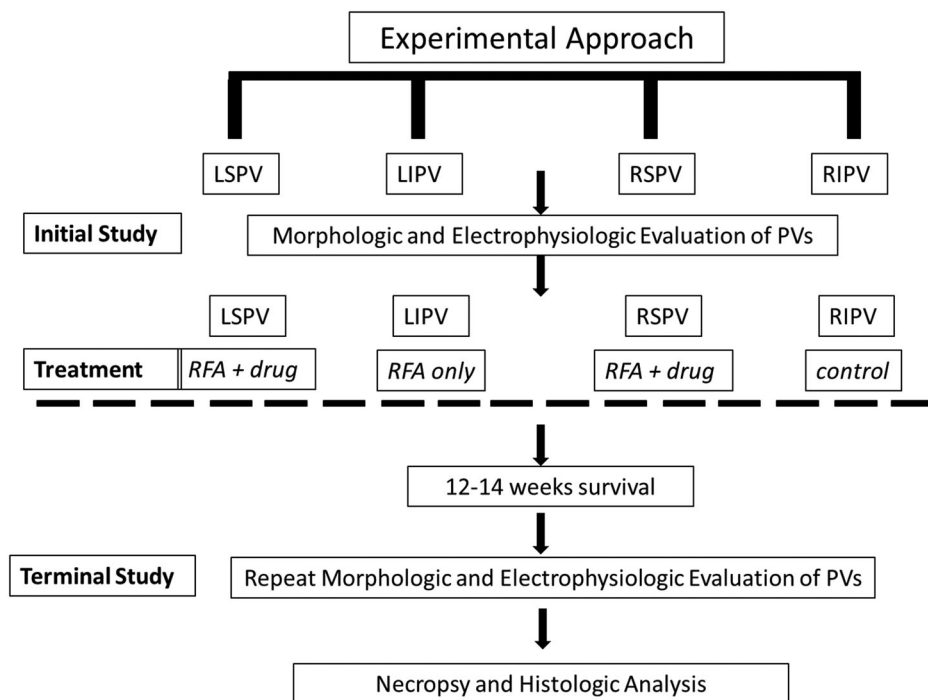 Experimental Approach
LSPV LIPV RSPV RIPV
Initial Study Morphologic and Electrophysiologic Evaluation of PVs
LSPV LIPV RSPV RIPV
Treatment RFA + drug RFA only RFA + drug control
12-14 weeks survival
Terminal Study Repeat Morphologic and Electrophysiologic Evaluation of PVs
Necropsy and Histologic Analysis